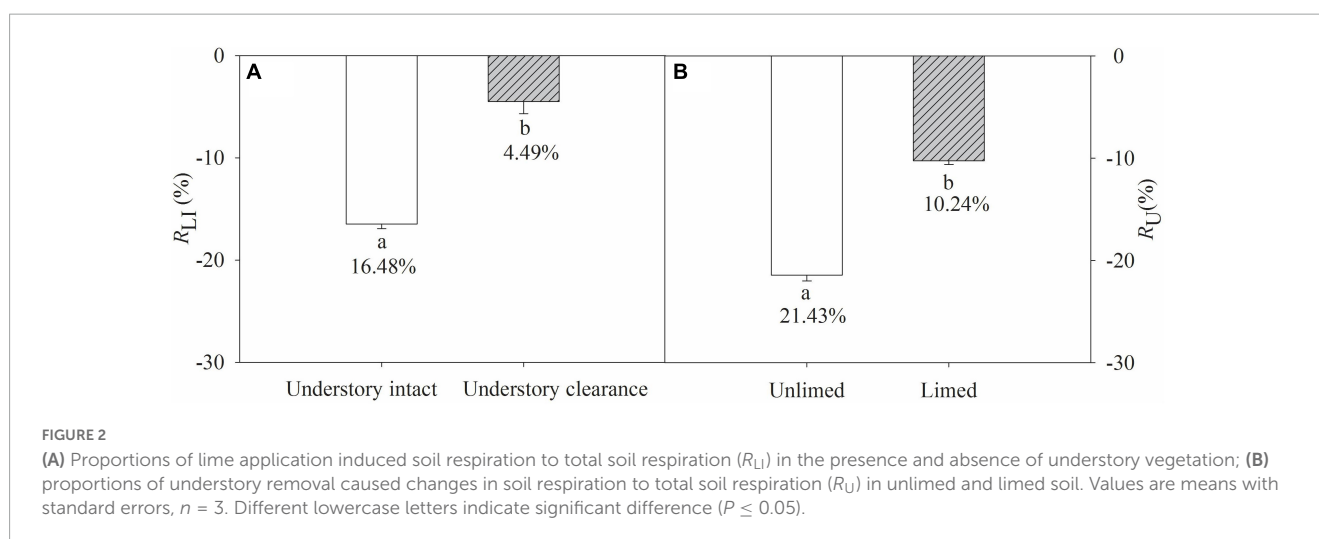 0
-10
-20
-30
R_LI (%)
A
b
4.49%
a
16.48%
Understory intact Understory clearance
B
b
10.24%
a
21.43%
Unlimed Limed
0
-10
-20
-30
R_U(%)
FIGURE 2
(A) Proportions of lime application induced soil respiration to total soil respiration (R_LI) in the presence and absence of understory vegetation; (B)
proportions of understory removal caused changes in soil respiration to total soil respiration (R_U) in unlimed and limed soil. Values are means with
standard errors, n = 3. Different lowercase letters indicate significant difference (P ≤ 0.05).